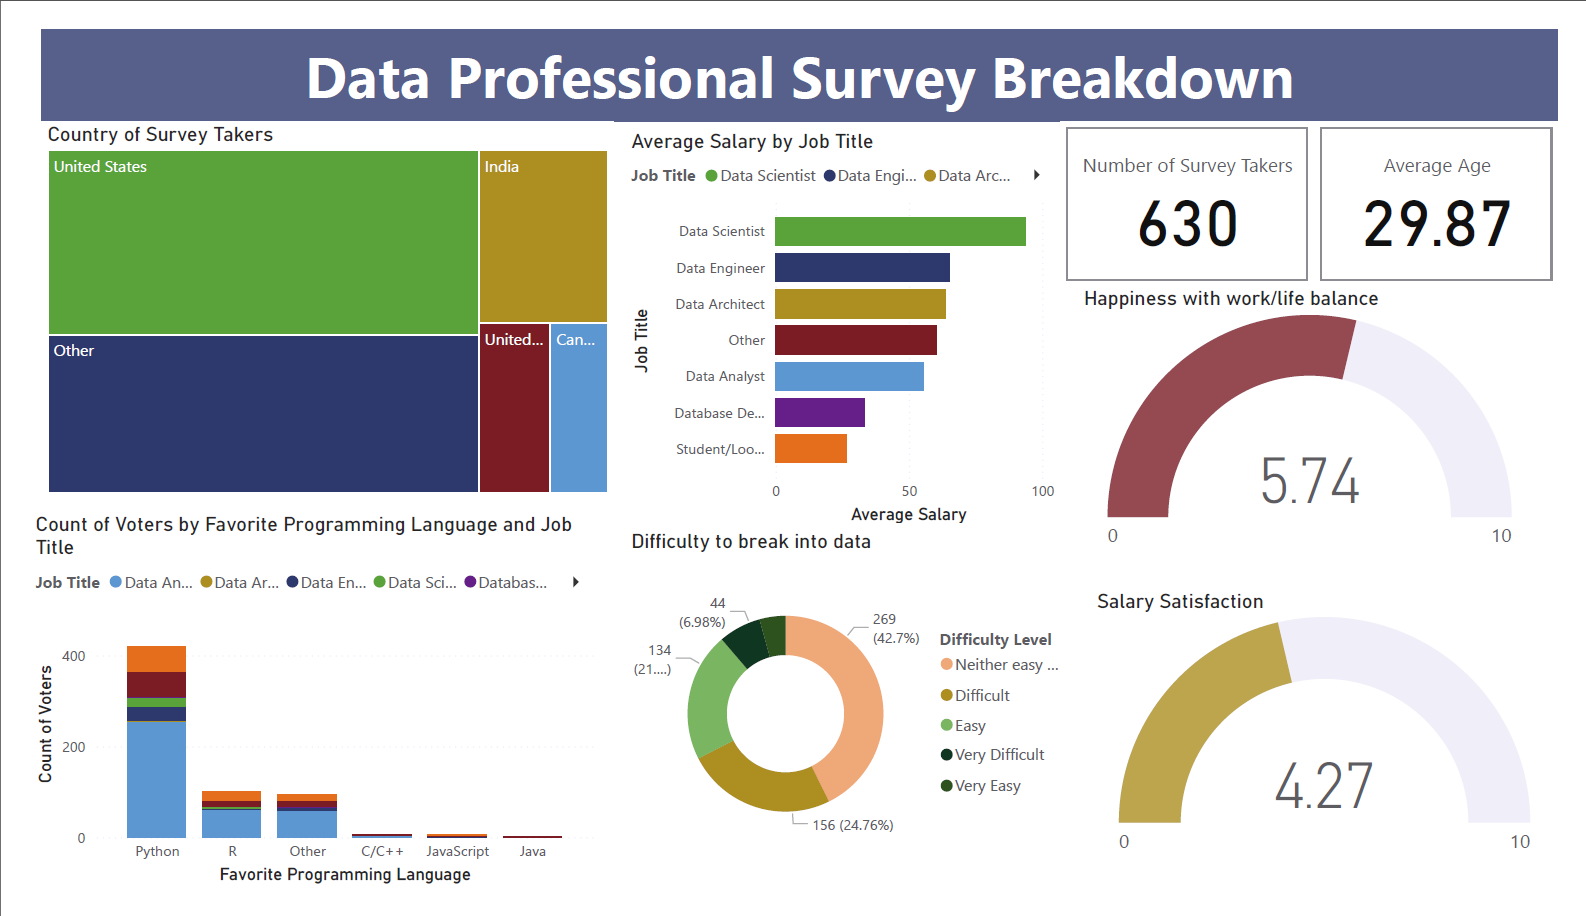 Data Professional Survey Breakdown
Country of Survey Takers
United States
India
Other
United...
Can...
Average Salary by Job Title
Job Title Data Scientist Data Engi... Data Arc...
Job Title
Data Scientist
Data Engineer
Data Architect
Other
Data Analyst
Database De...
Student/Loo...
0 50 100
Average Salary
Number of Survey Takers
630
Average Age
29.87
Happiness with work/life balance
5.74
0 10
Count of Voters by Favorite Programming Language and Job
Title
Job Title Data An... Data Ar... Data En... Data Sci... Databas...
Count of Voters
400
200
0
Python R Other C/C++ JavaScript Java
Favorite Programming Language
Difficulty to break into data
44
(6.98%)
269
(42.7%)
134
(21....)
156 (24.76%)
Difficulty Level
Neither easy ...
Difficult
Easy
Very Difficult
Very Easy
Salary Satisfaction
4.27
0 10